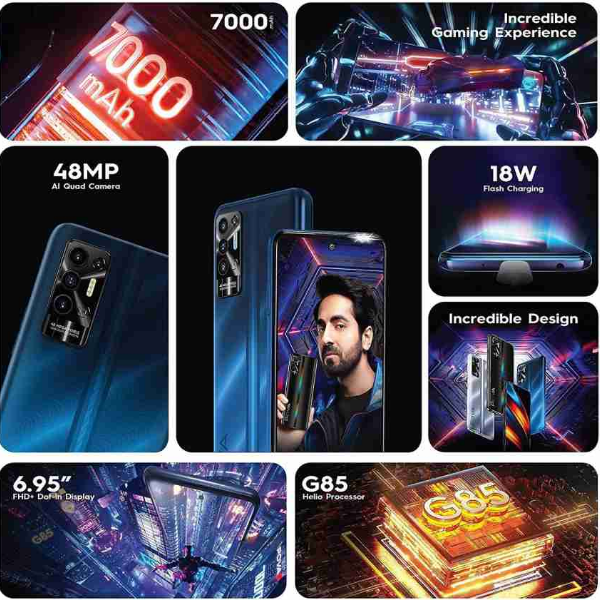 7000 mAh
7000
mAh
Incredible
Gaming Experience
48MP
AI Quad Camera
18W
Flash Charging
Incredible Design
6.95”
FHD+ Dot-in Display
G85
Helio Processor
G85